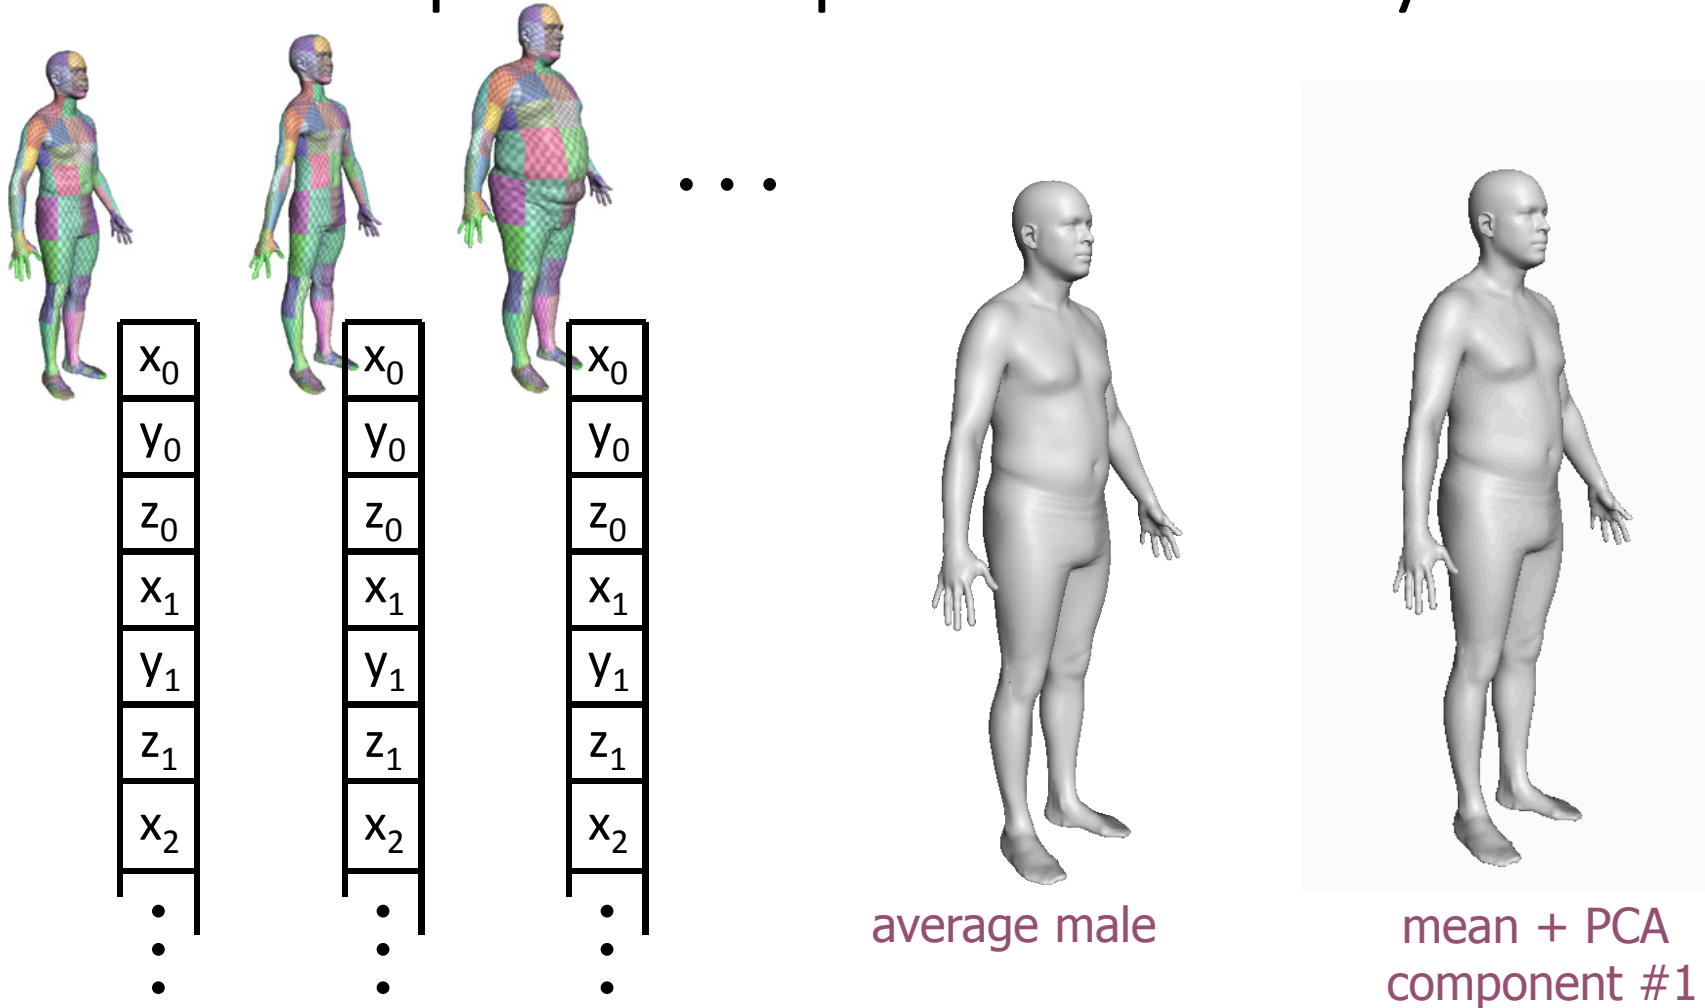 x₀ x₀ x₀
y₀ y₀ y₀
z₀ z₀ z₀
x₁ x₁ x₁
y₁ y₁ y₁
z₁ z₁ z₁
x₂ x₂ x₂
average male
mean + PCA
component #1